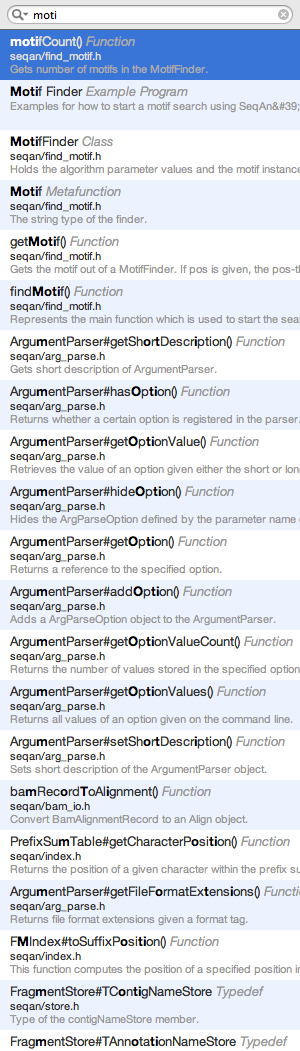 moti
motifCount() Function
seqan/find_motif.h
Gets number of motifs in the MotifFinder.
Motif Finder Example Program
Examples for how to start a motif search using SeqAn&#39;
MotifFinder Class
seqan/find_motif.h
Holds the algorithm parameter values and the motif instance
Motif Metafunction
seqan/find_motif.h
The string type of the finder.
getMotif() Function
seqan/find_motif.h
Gets the motif out of a MotifFinder. If pos is given, the pos-th
findMotif() Function
seqan/find_motif.h
Represents the main function which is used to start the sear
ArgumentParser#getShortDescription() Function
seqan/arg_parse.h
Gets short description of ArgumentParser.
ArgumentParser#hasOption() Function
seqan/arg_parse.h
Returns whether a certain option is registered in the parser.
ArgumentParser#getOptionValue() Function
seqan/arg_parse.h
Retrieves the value of an option given either the short or long
ArgumentParser#hideOption() Function
seqan/arg_parse.h
Hides the ArgParseOption defined by the parameter name
ArgumentParser#getOption() Function
seqan/arg_parse.h
Returns a reference to the specified option.
ArgumentParser#addOption() Function
seqan/arg_parse.h
Adds a ArgParseOption object to the ArgumentParser.
ArgumentParser#getOptionValueCount() Function
seqan/arg_parse.h
Returns the number of values stored in the specified option
ArgumentParser#getOptionValues() Function
seqan/arg_parse.h
Returns all values of an option given on the command line.
ArgumentParser#setShortDescription() Function
seqan/arg_parse.h
Sets short description of the ArgumentParser object.
bamRecordToAlignment() Function
seqan/bam_io.h
Convert BamAlignmentRecord to an Align object.
PrefixSumTable#getCharacterPosition() Function
seqan/index.h
Returns the position of a given character within the prefix su
ArgumentParser#getFileFormatExtensions() Functio
seqan/arg_parse.h
Returns file format extensions given a format tag.
FMIndex#toSuffixPosition() Function
seqan/index.h
This function computes the position of a specified position in
FragmentStore#TContigNameStore Typedef
seqan/store.h
Type of the contigNameStore member.
FragmentStore#TAnnotationNameStore Typedef